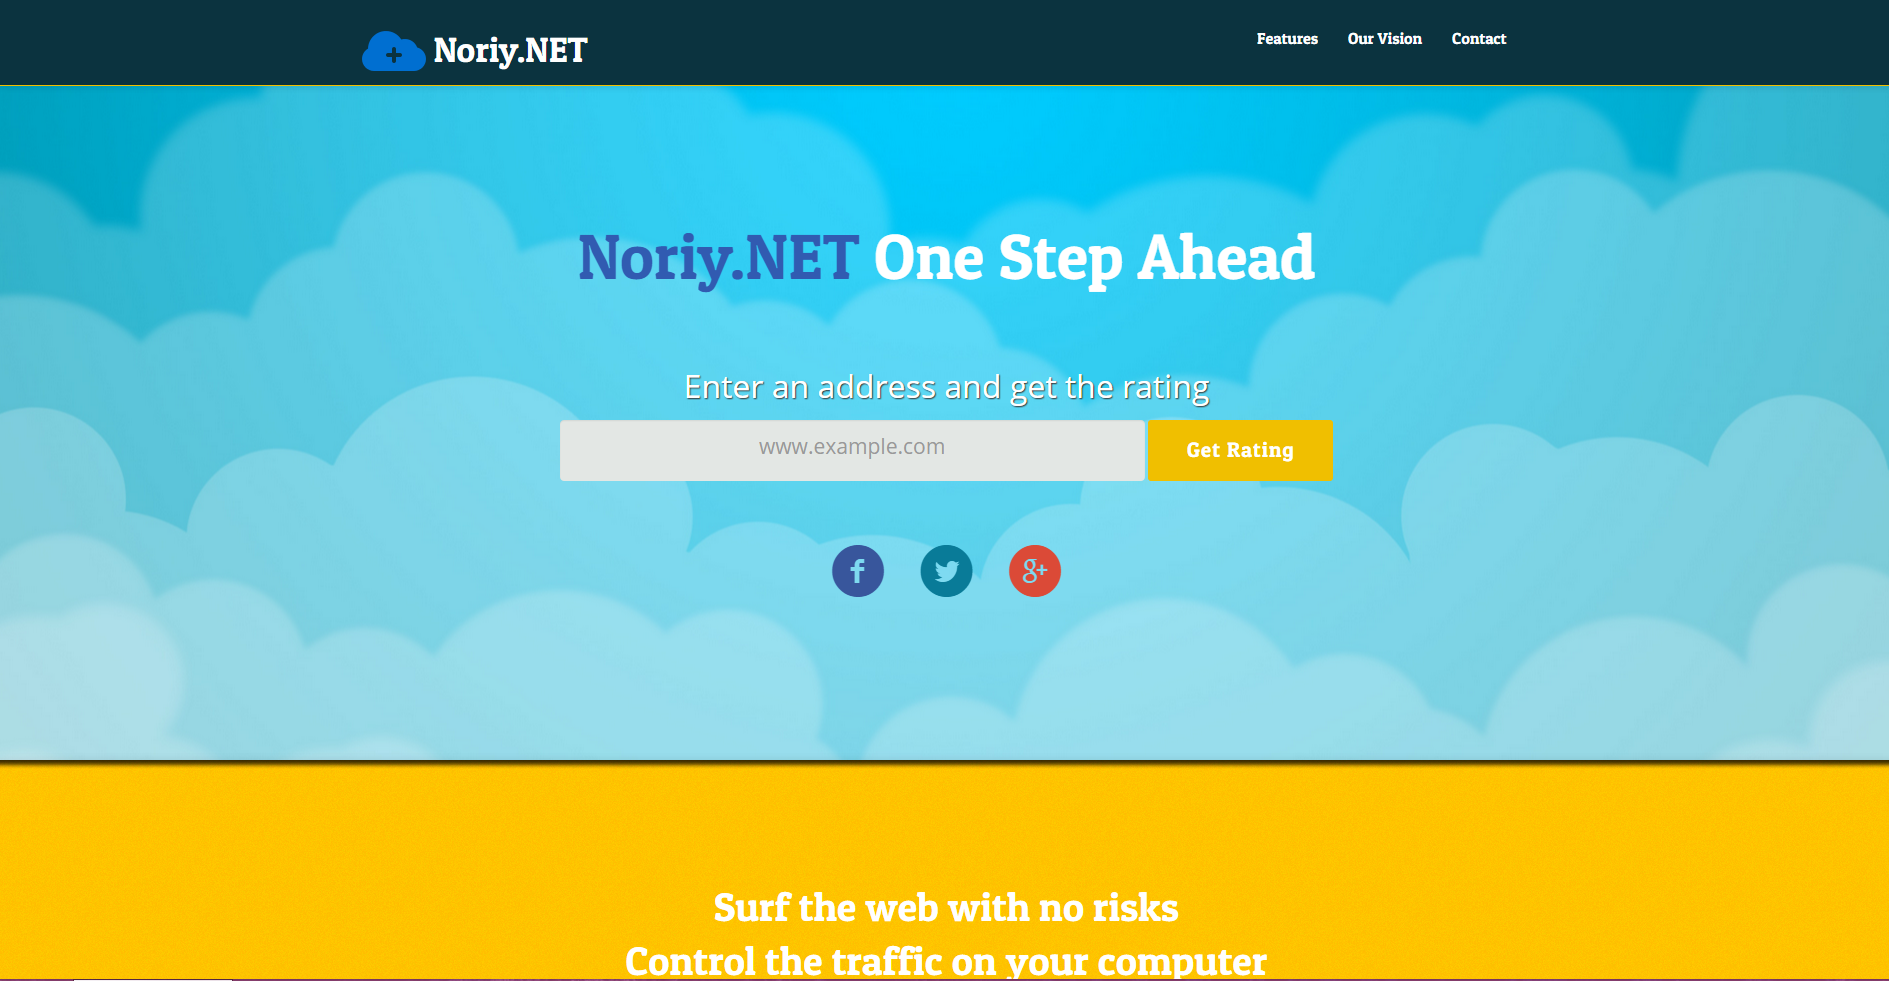 Noriy.NET
Features Our Vision Contact
Noriy.NET One Step Ahead
Enter an address and get the rating
www.example.com Get Rating
f g+
Surf the web with no risks
Control the traffic on your computer